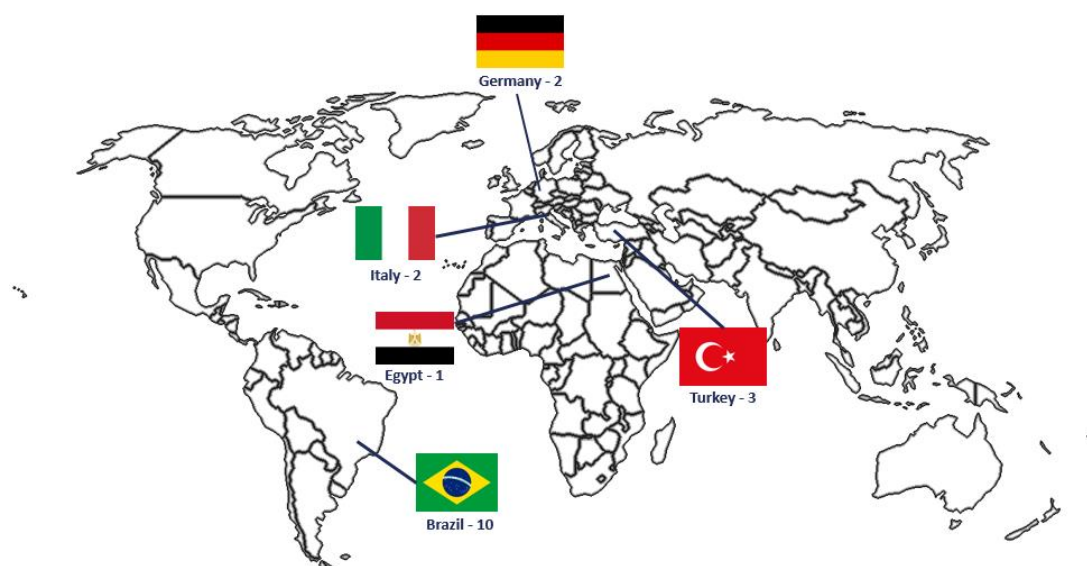 Germany - 2
Italy - 2
Egypt - 1
Turkey - 3
Brazil - 10